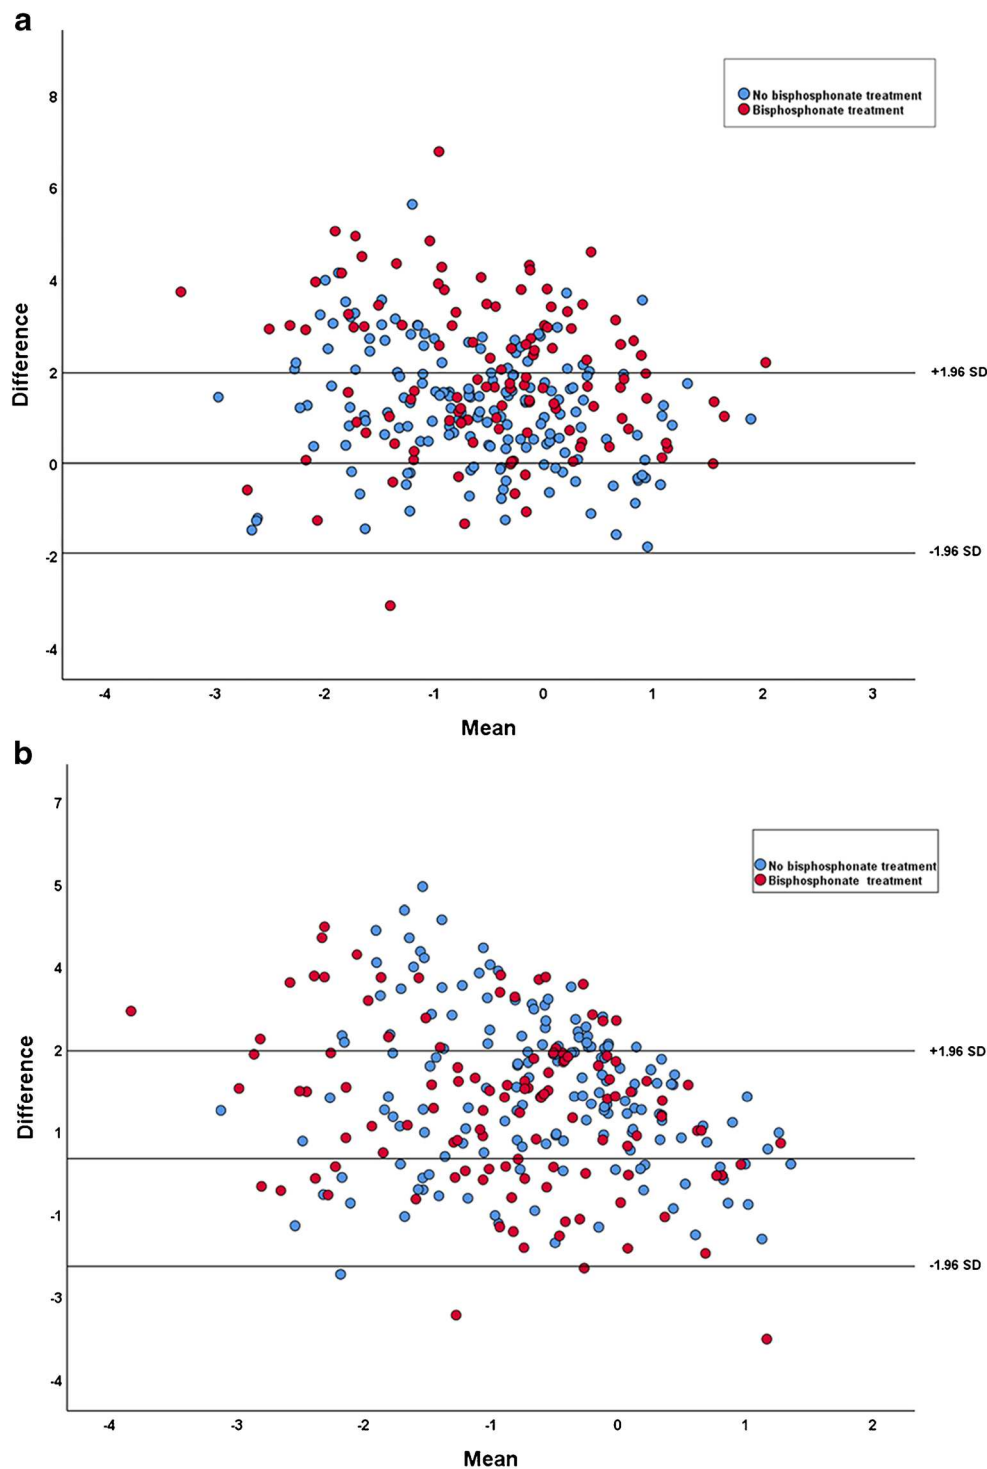 a
8
6
4
2
0
-2
-4
Difference
No bisphosphonate treatment
Bisphosphonate treatment
+1.96 SD
-1.96 SD
-4 -3 -2 -1 0 1 2 3
Mean
b
7
5
4
2
1
-1
-3
-4
Difference
No bisphosphonate treatment
Bisphosphonate treatment
+1.96 SD
-1.96 SD
-4 -3 -2 -1 0 1 2
Mean